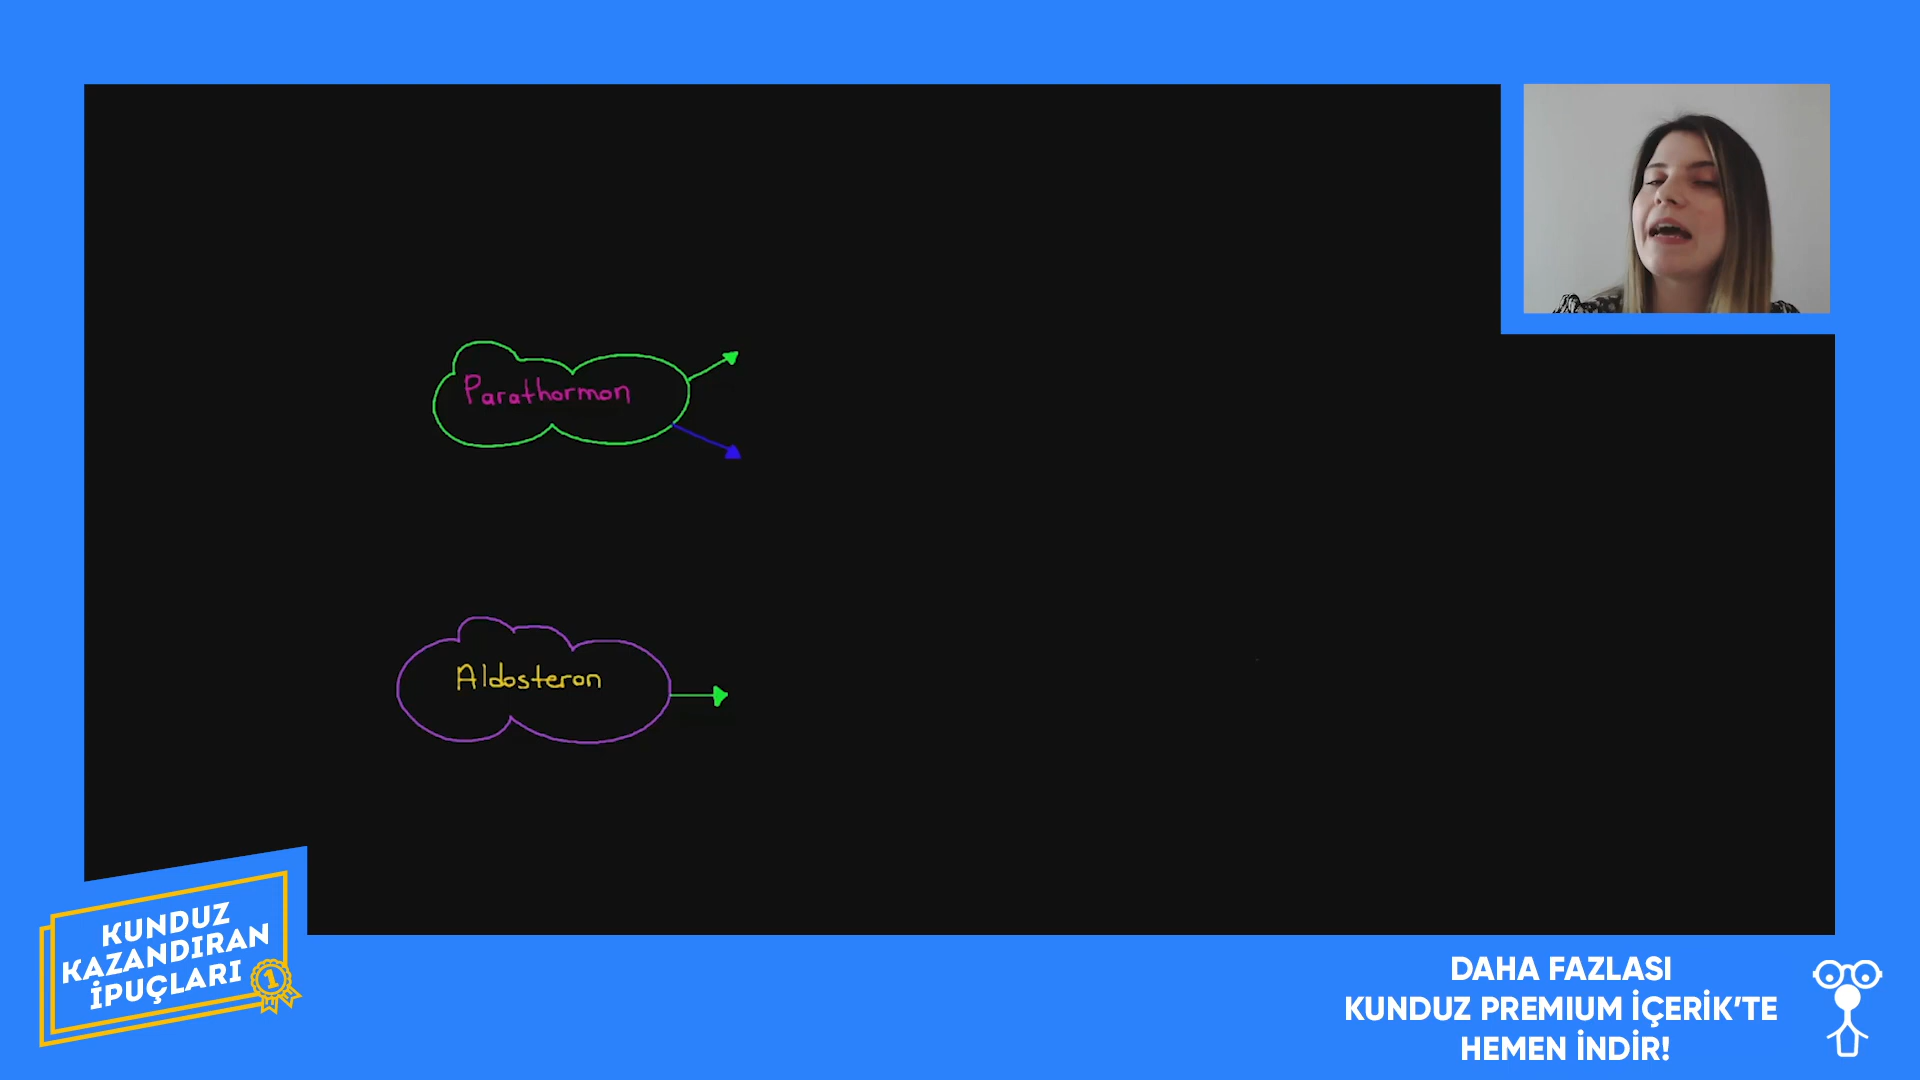 Parathormon
Aldosteron
KUNDUZ
KAZANDIRAN
İPUÇLARI
1
DAHA FAZLASI
KUNDUZ PREMIUM İÇERİK'TE
HEMEN İNDİR!